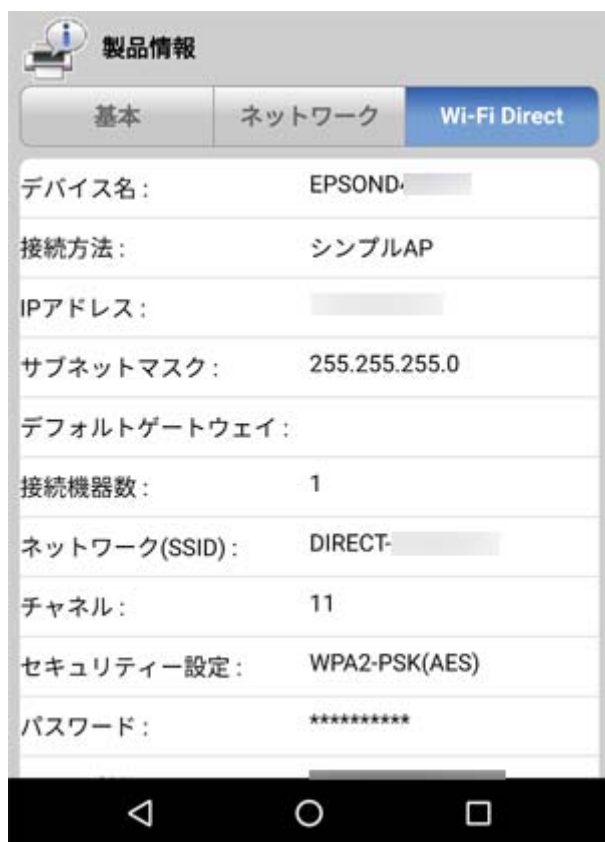 製品情報
基本 ネットワーク Wi-Fi Direct
デバイス名 : EPSOND
接続方法 : シンプルAP
IPアドレス :
サブネットマスク : 255.255.255.0
デフォルトゲートウェイ :
接続機器数 : 1
ネットワーク(SSID) : DIRECT-
チャネル : 11
セキュリティー設定 : WPA2-PSK(AES)
パスワード : **********